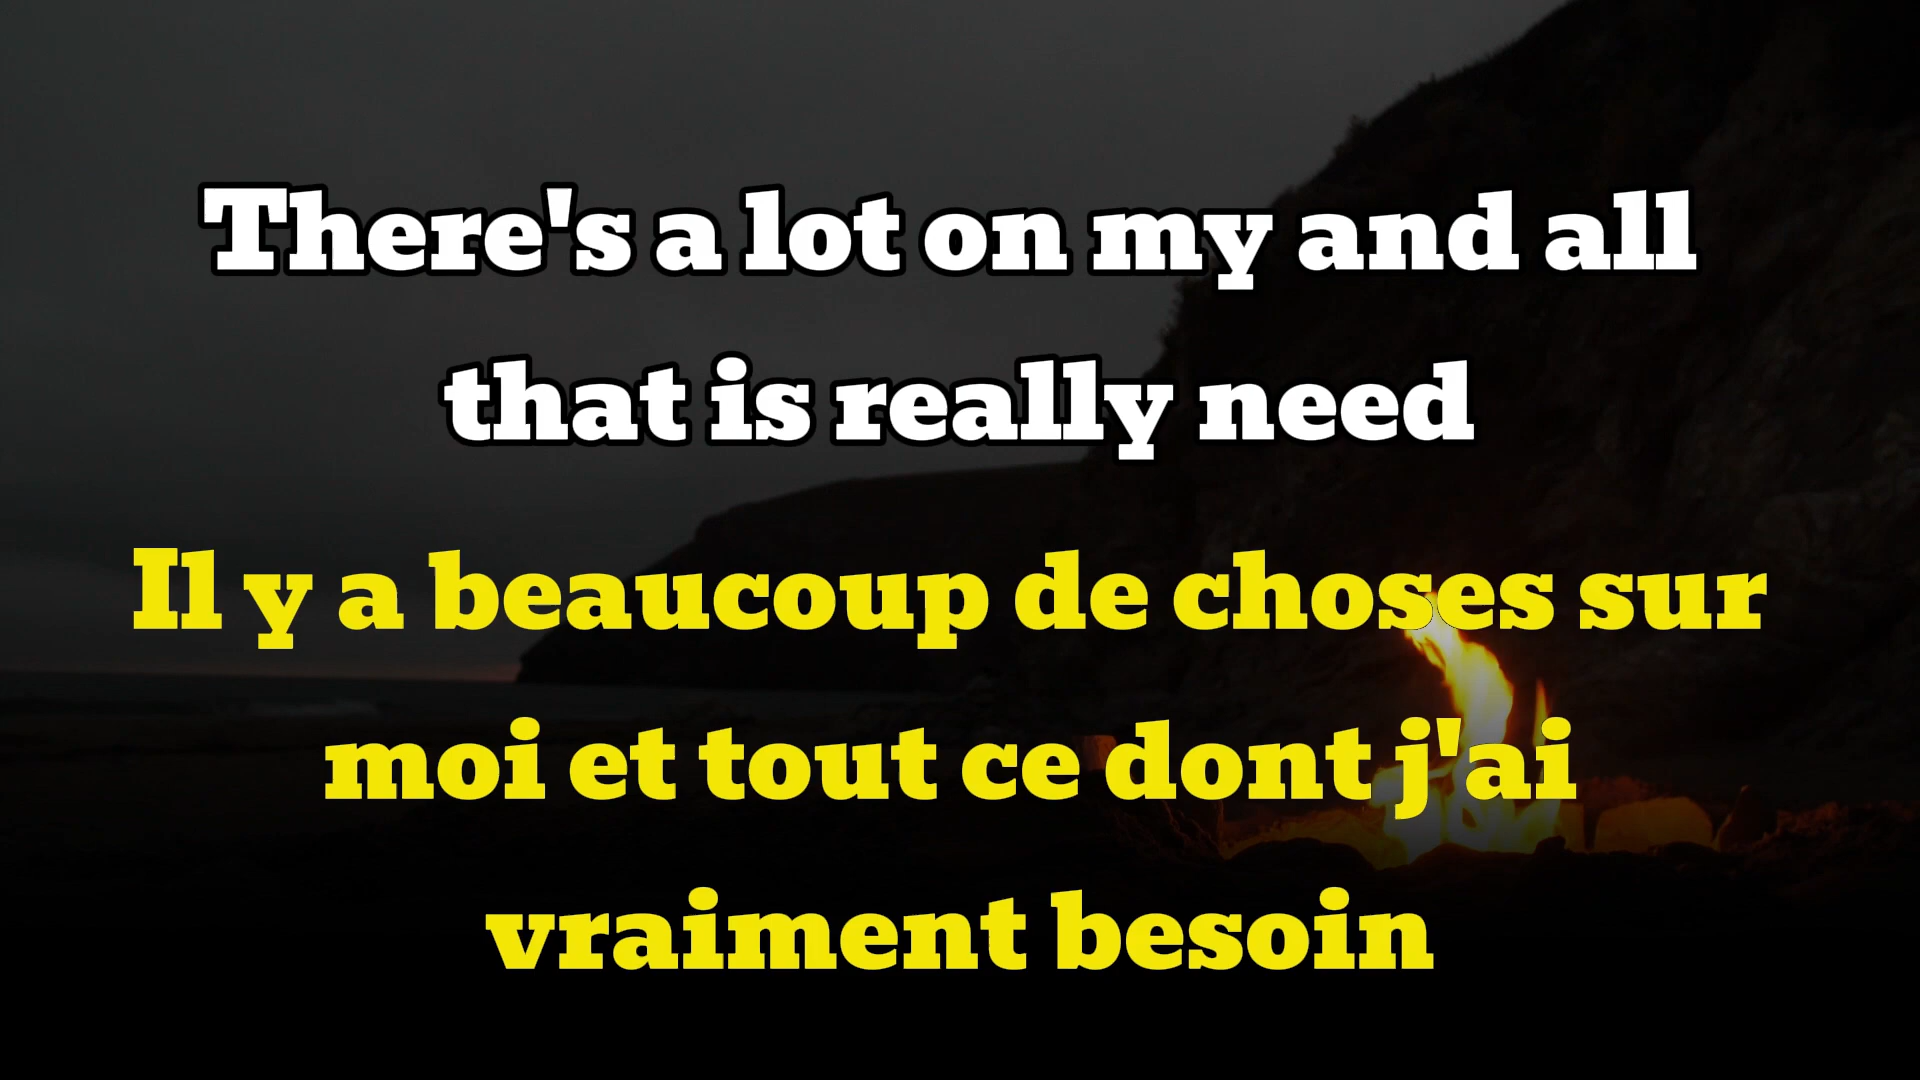 There's a lot on my and all
that is really need
Il y a beaucoup de choses sur
moi et tout ce dont j'ai
vraiment besoin